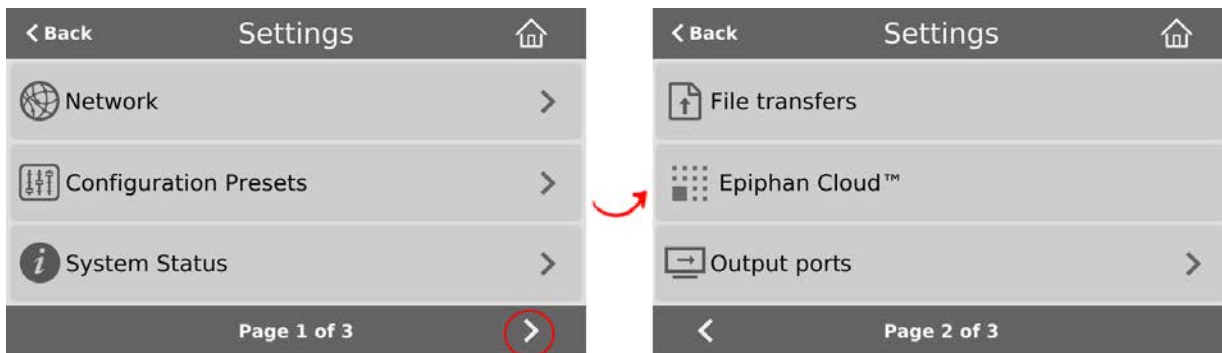 Back
Settings
Network
Configuration Presets
System Status
Page 1 of 3
Back
Settings
File transfers
Epiphan Cloud™
Output ports
Page 2 of 3